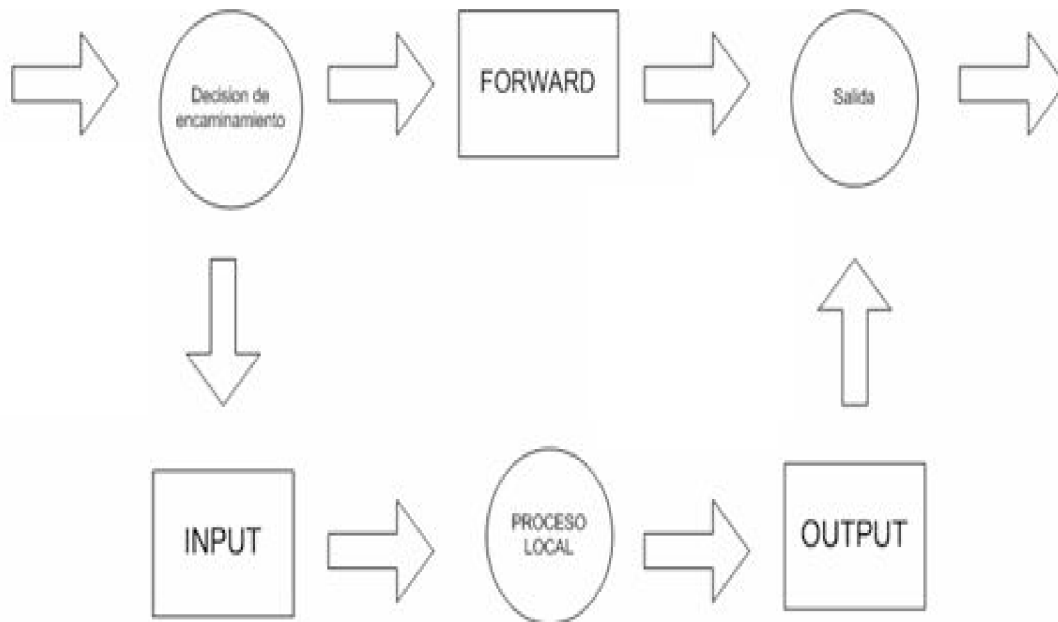 Decision de
encaminamiento
FORWARD
Salida
INPUT
PROCESO
LOCAL
OUTPUT